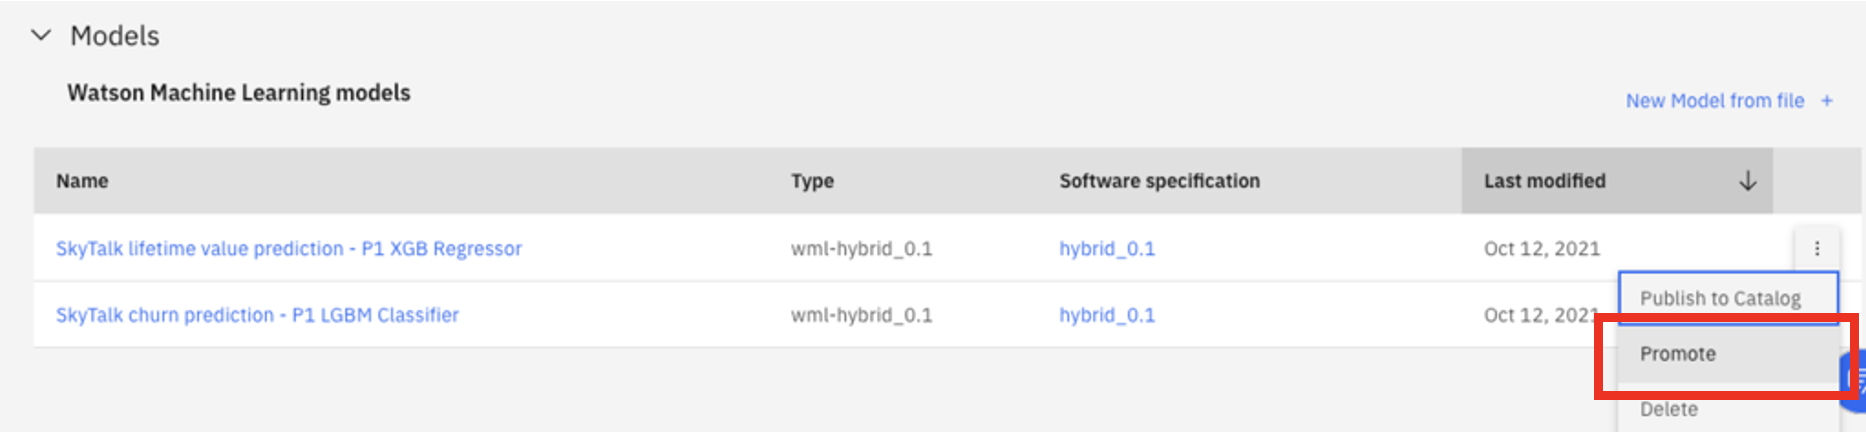 Models
Watson Machine Learning models
New Model from file +
Name Type Software specification Last modified
SkyTalk lifetime value prediction - P1 XGB Regressor wml-hybrid_0.1 hybrid_0.1 Oct 12, 2021
SkyTalk churn prediction - P1 LGBM Classifier wml-hybrid_0.1 hybrid_0.1 Oct 12, 2021
Publish to Catalog
Promote
Delete